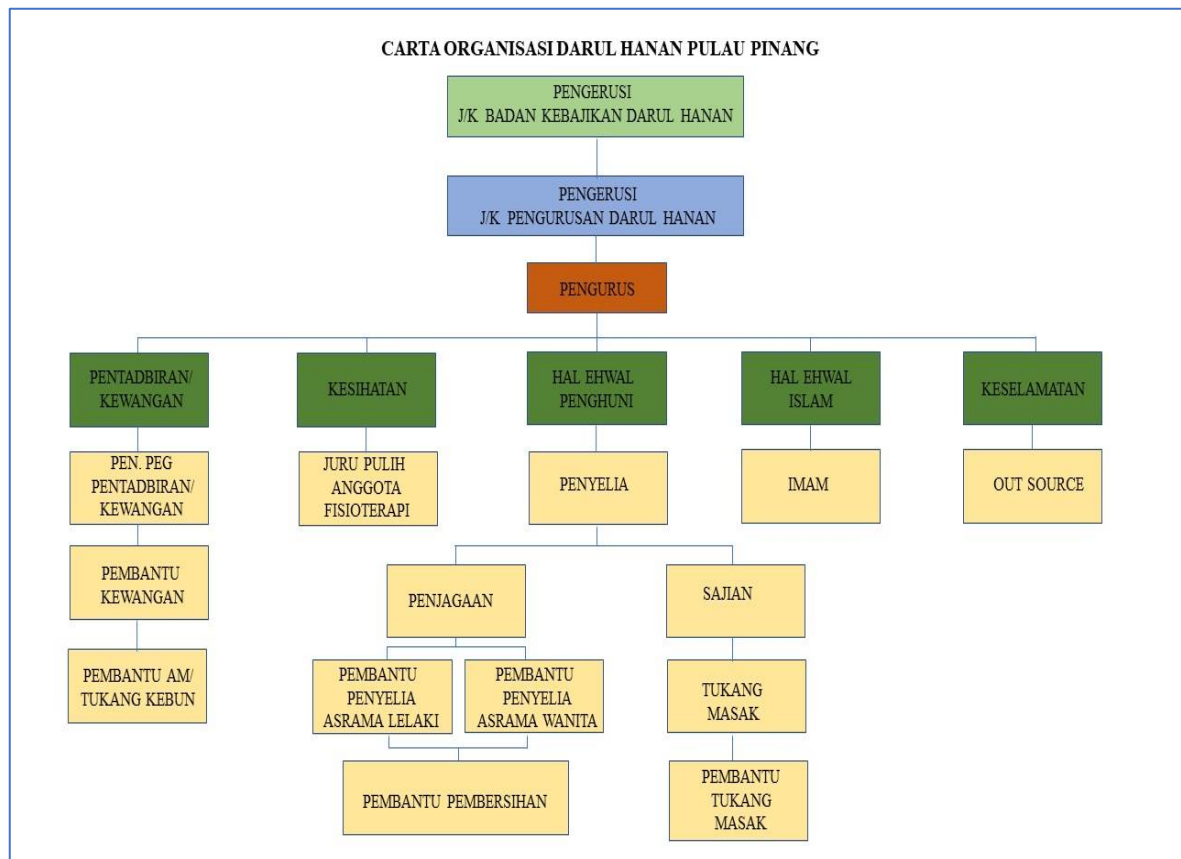 CARTA ORGANISASI DARUL HANAN PULAU PINANG
PENGERUSI
J/K BADAN KEBAJIKAN DARUL HANAN
PENGERUSI
J/K PENGURUSAN DARUL HANAN
PENGURUS
PENTADBIRAN/
KEWANGAN
KESIHATAN
HAL EHWAL
PENGHUNI
HAL EHWAL
ISLAM
KESELAMATAN
PEN. PEG
PENTADBIRAN/
KEWANGAN
JURU PULIH
ANGGOTA
FISIOTERAPI
PENYELIA
IMAM
OUT SOURCE
PEMBANTU
KEWANGAN
PENJAGAAN
SAJIAN
PEMBANTU AM/
TUKANG KEBUN
PEMBANTU
PENYELIA
ASRAMA LELAKI
PEMBANTU
PENYELIA
ASRAMA WANITA
TUKANG
MASAK
PEMBANTU PEMBERSIHAN
PEMBANTU
TUKANG
MASAK